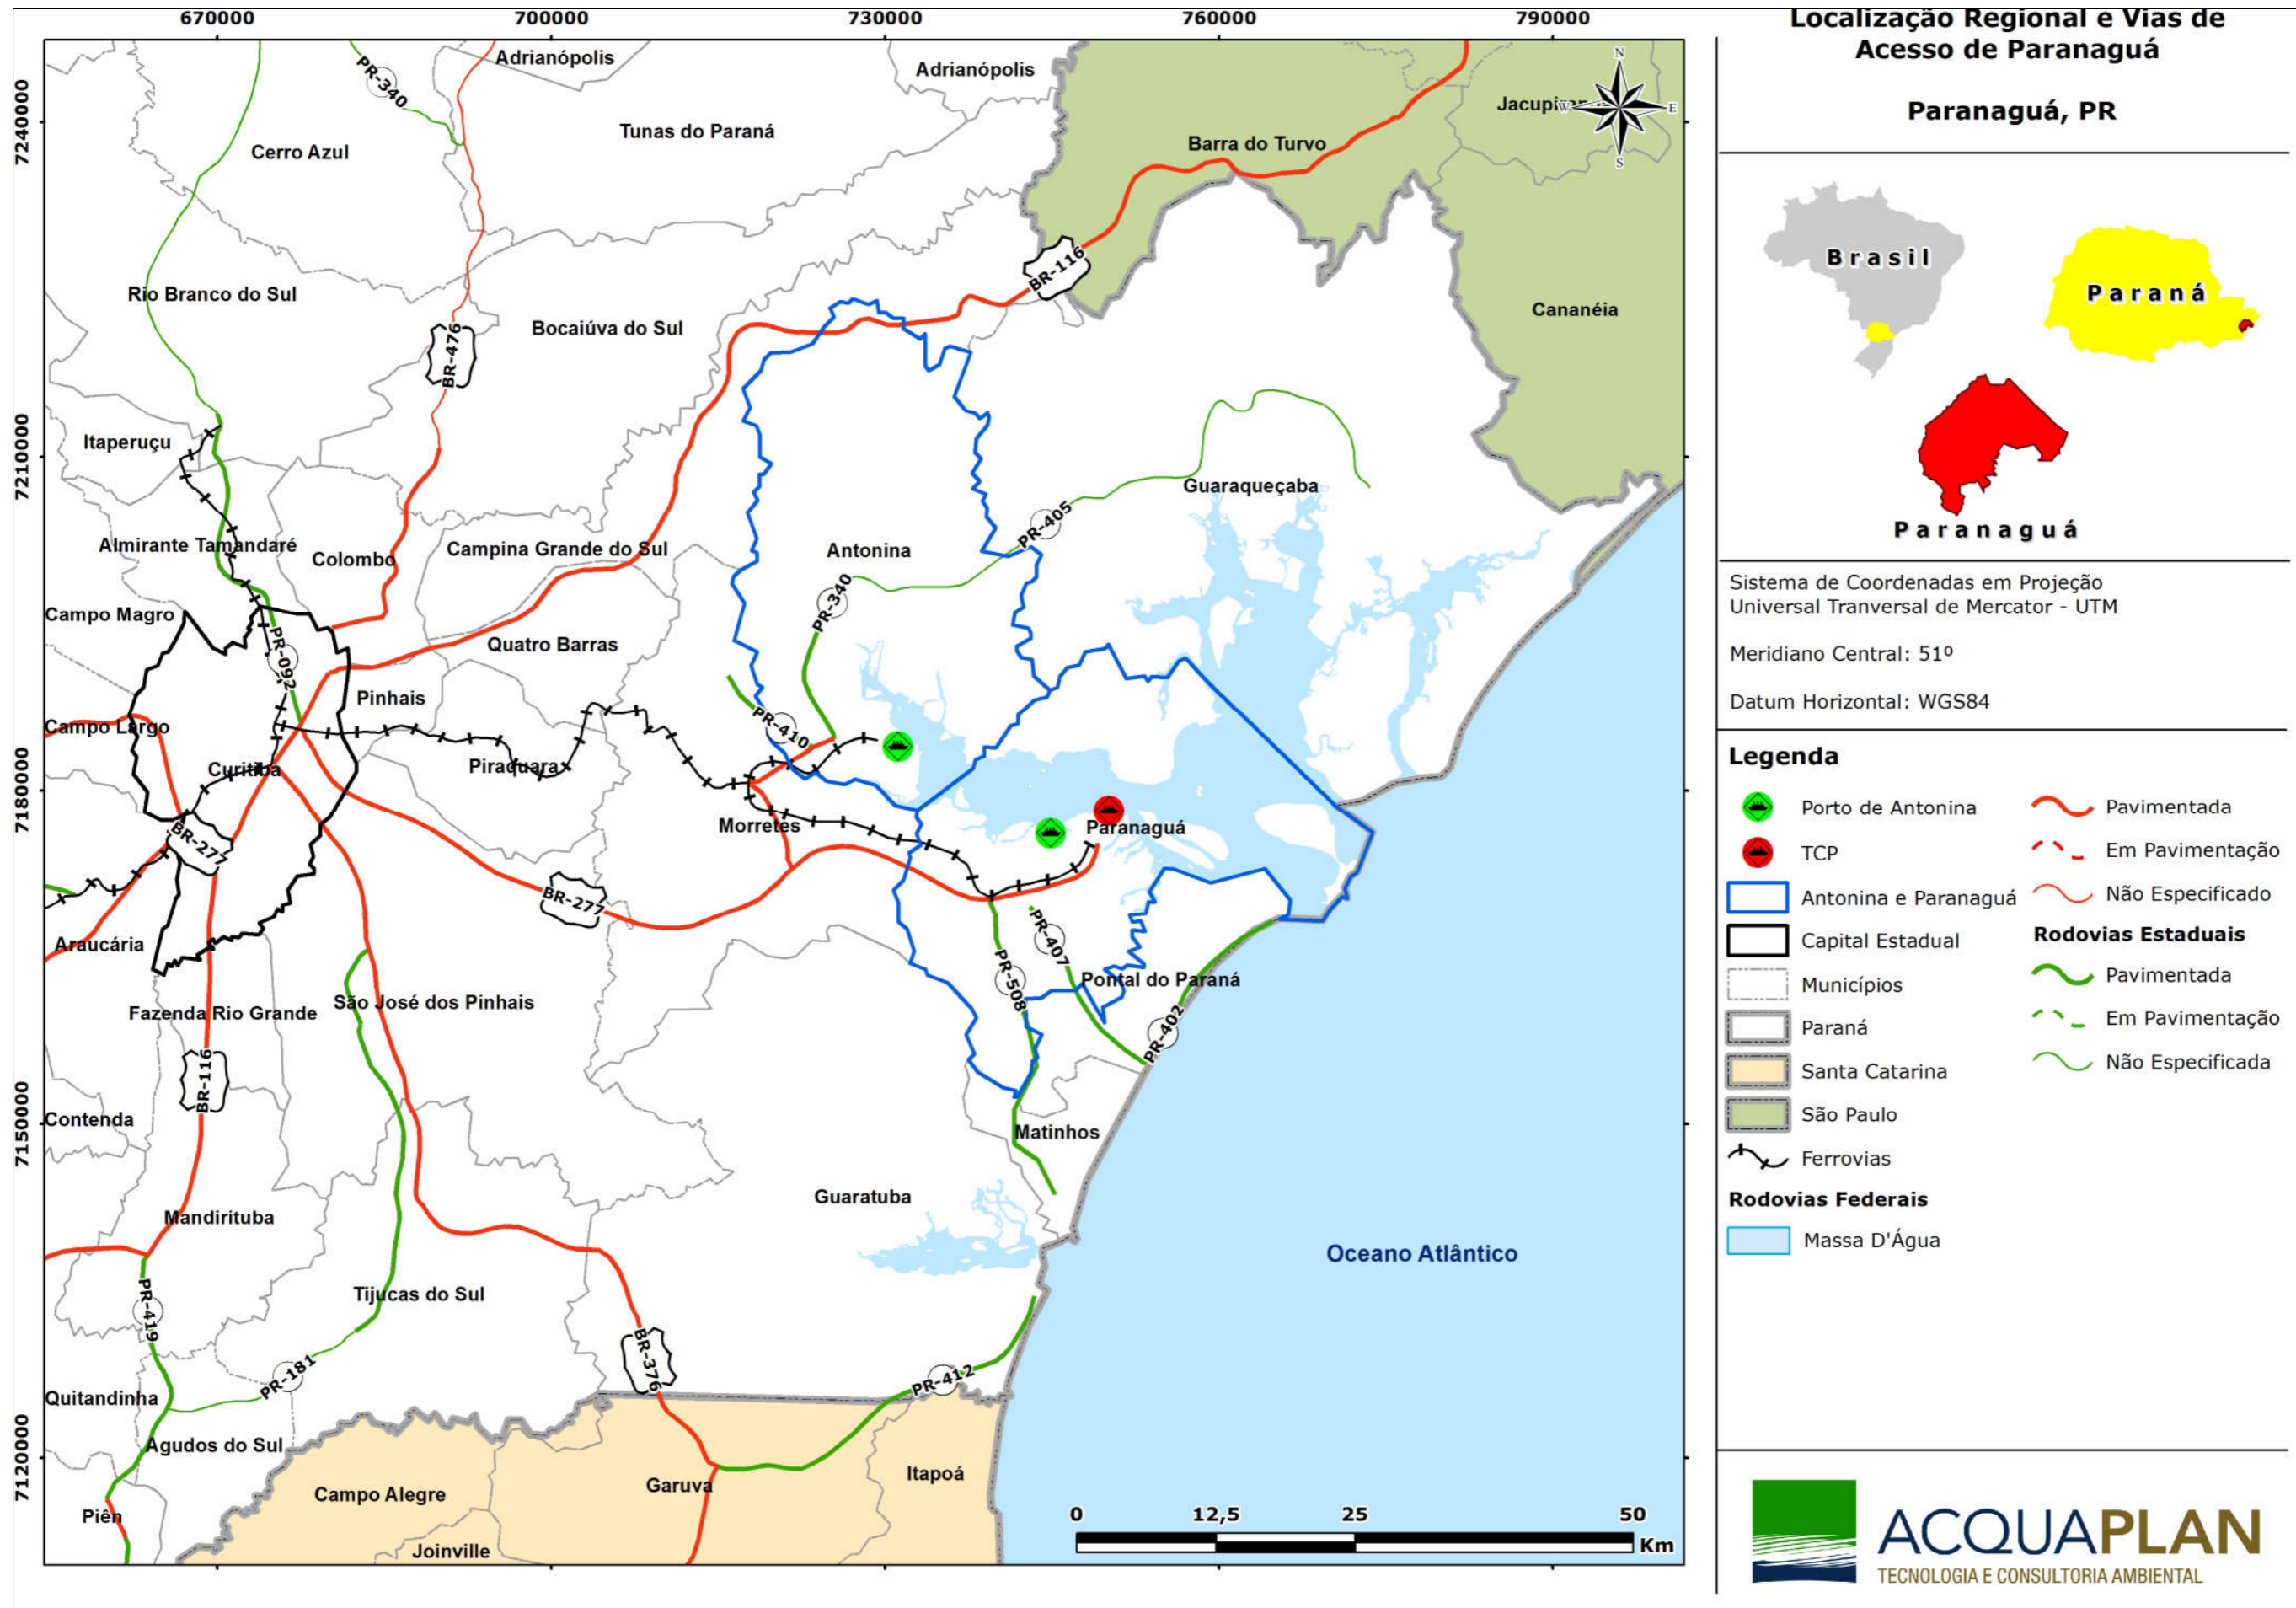 670000
700000
730000
760000
790000
7240000
7210000
7180000
7150000
7120000
Adrianópolis
Adrianópolis
PR-340
Tunas do Paraná
Cerro Azul
Barra do Turvo
N
W
E
S
BR-116
Rio Branco do Sul
Bocaiúva do Sul
Cananéia
BR-476
Itaperuçu
Guaraqueçaba
PR-405
Almirante Tamandaré
Colombo
Campina Grande do Sul
Antonina
PR-340
Campo Magro
PR-092
Quatro Barras
Pinhais
Campo Largo
PR-410
Curitiba
Piraquara
Morretes
Paranaguá
BR-277
BR-277
Araucária
PR-407
PR-508
Pontal do Paraná
São José dos Pinhais
Fazenda Rio Grande
PR-402
BR-116
Contenda
Matinhos
Guaratuba
Mandirituba
Oceano Atlântico
PR-419
Tijucas do Sul
BR-376
PR-181
PR-412
Quitandinha
Agudos do Sul
Itapoá
Garuva
Campo Alegre
Piên
Joinville
0
12,5
25
50
Km
Localização Regional e Vias de
Acesso de Paranaguá
Paranaguá, PR
Brasil
Paraná
Paranaguá
Sistema de Coordenadas em Projeção
Universal Tranversal de Mercator - UTM
Meridiano Central: 51º
Datum Horizontal: WGS84
Legenda
Porto de Antonina
TCP
Antonina e Paranaguá
Capital Estadual
Municípios
Paraná
Santa Catarina
São Paulo
Ferrovias
Rodovias Federais
Massa D'Água
Pavimentada
Em Pavimentação
Não Especificado
Rodovias Estaduais
Pavimentada
Em Pavimentação
Não Especificada
ACQUAPLAN
TECNOLOGIA E CONSULTORIA AMBIENTAL